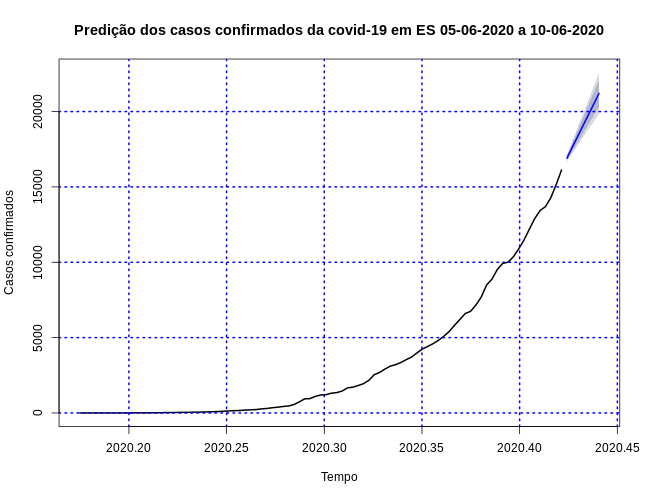 Predição dos casos confirmados da covid-19 em ES 05-06-2020 a 10-06-2020
Casos confirmados
20000
15000
10000
5000
0
2020.20 2020.25 2020.30 2020.35 2020.40 2020.45
Tempo